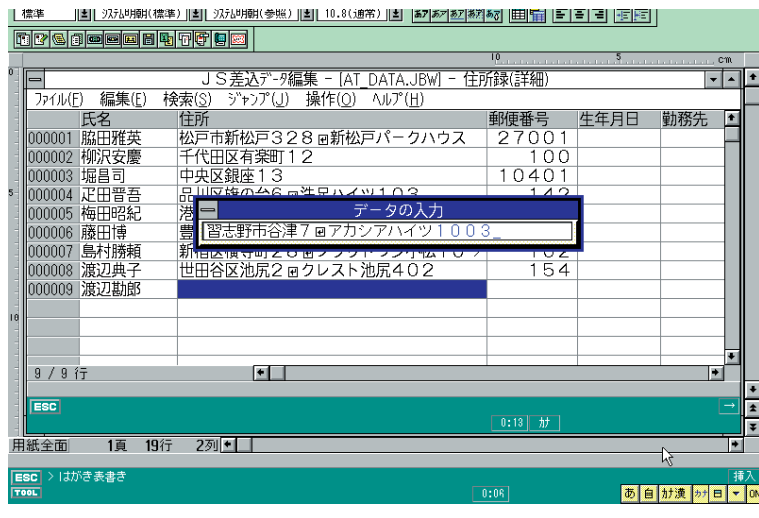 標準 ｼｽﾃﾑ明朝(標準) ｼｽﾃﾑ明朝(参照) 10.8(通常)
10 5 cm
ＪＳ差込ﾃﾞｰﾀ編集 - [AT_DATA.JBW] - 住所録(詳細)
ﾌｧｲﾙ(F) 編集(E) 検索(S) ｼﾞｬﾝﾌﾟ(J) 操作(O) ﾍﾙﾌﾟ(H)
氏名 住所 郵便番号 生年月日 勤務先
000001 脇田雅英 松戸市新松戸３２８ 新松戸パークハウス ２７００１
000002 柳沢安慶 千代田区有楽町１２ １００
000003 堀昌司 中央区銀座１３ １０４０１
000004 疋田晋吾
データの入力
000005 梅田昭紀 港
習志野市谷津７ アカシアハイツ１００３_
000006 藤田博 豊
000007 島村勝頼
000008 渡辺典子 世田谷区池尻２ クレスト池尻４０２ １５４
000009 渡辺勘郎
9 / 9 行
ESC →
0:13 ｶﾅ
用紙全面 1頁 19行 2列
ESC > はがき表書き 挿入
TOOL 0:06 あ 自 ｶﾅ漢 ｶﾅ 日 ON